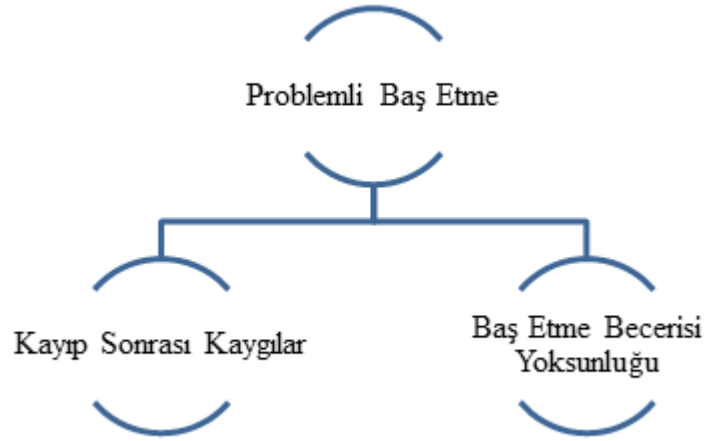 Problemli Baş Etme
Kayıp Sonrası Kaygılar
Baş Etme Becerisi
Yoksunluğu